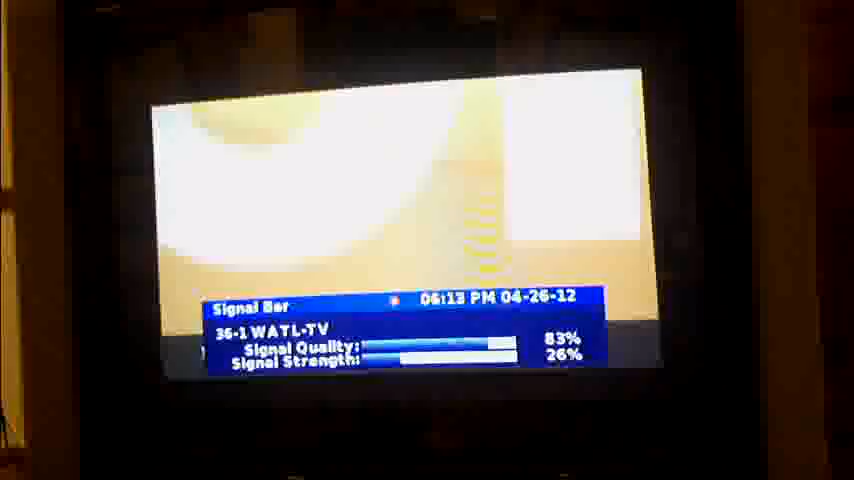 Signal Bar 06:13 PM 04-26-12
36-1 WATL-TV
Signal Quality: 83%
Signal Strength: 26%